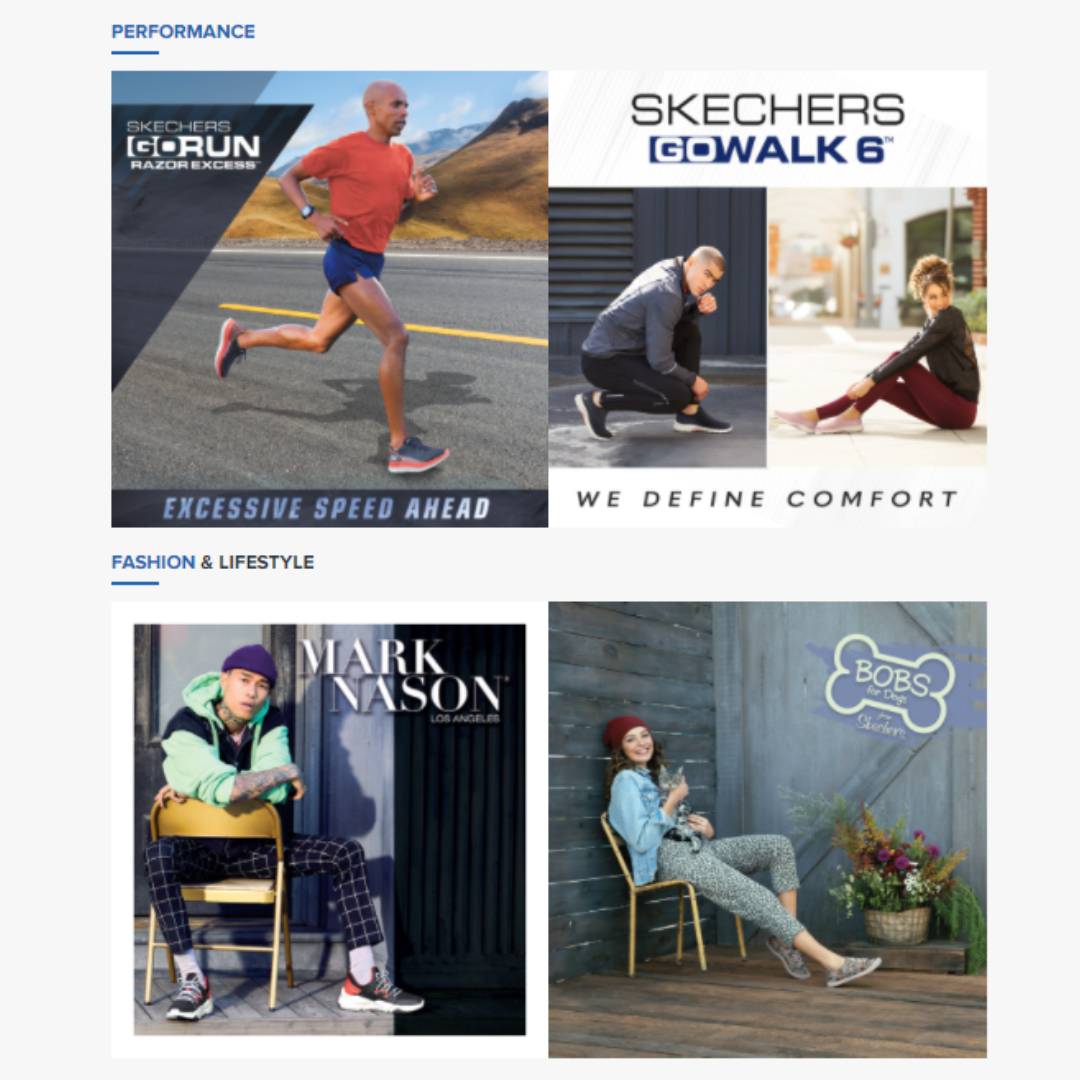 PERFORMANCE
SKECHERS
GORUN
RAZOR EXCESS™
EXCESSIVE SPEED AHEAD
SKECHERS
GOWALK 6™
WE DEFINE COMFORT
FASHION & LIFESTYLE
MARK
NASON
LOS ANGELES
BOBS
for Dogs
from
Skechers